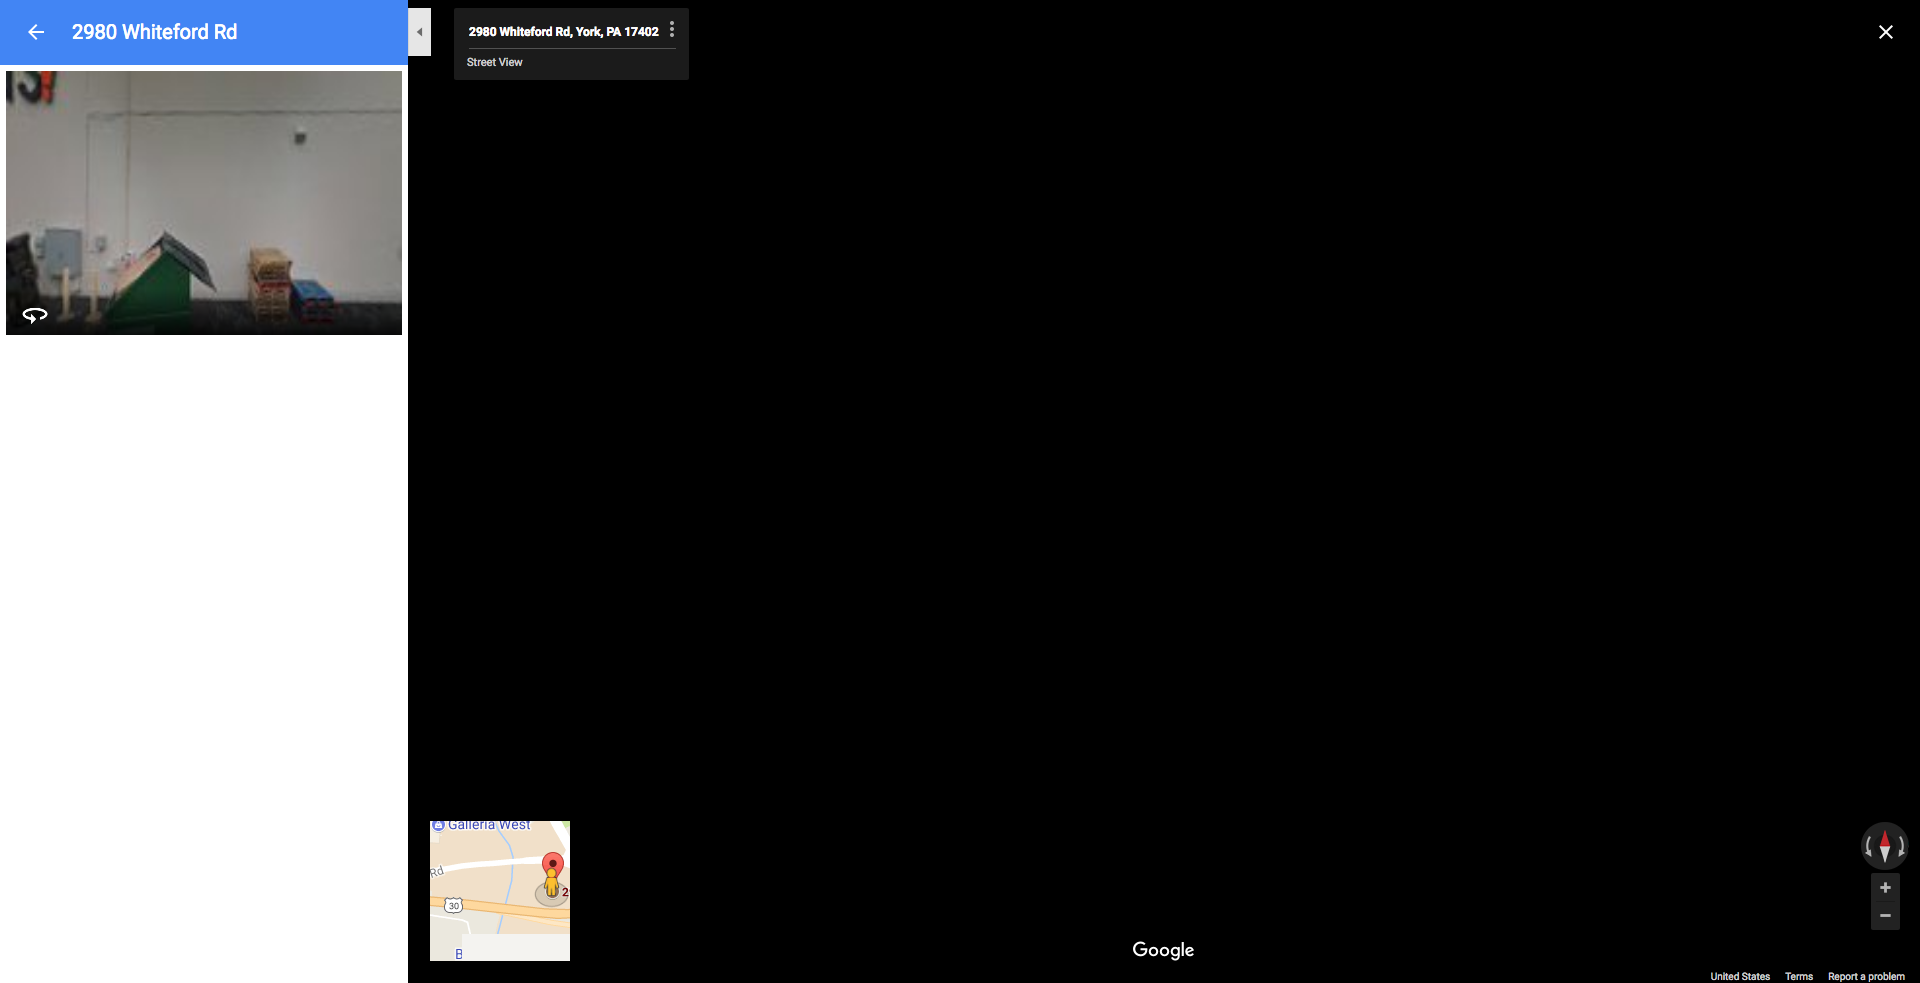 2980 Whiteford Rd
2980 Whiteford Rd, York, PA 17402
Street View
Galleria West
Rd
30
2
B
Google
United States Terms Report a problem